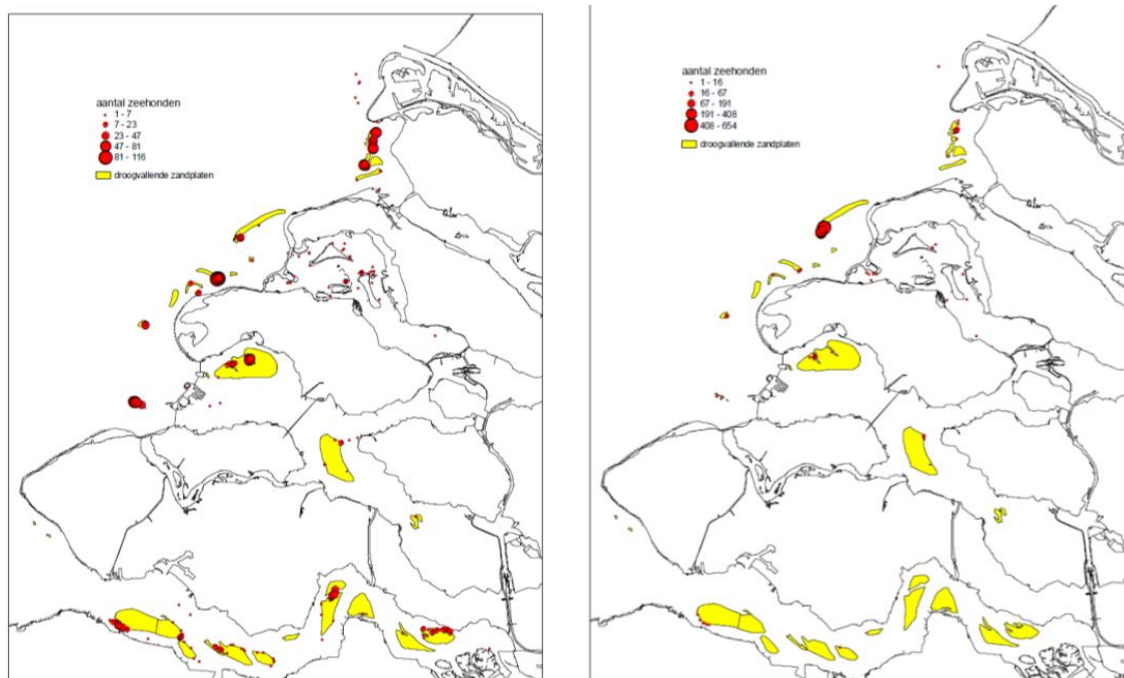 aantal zeehonden
1 - 7
7 - 23
23 - 47
47 - 81
81 - 116
droogvallende zandplaten
aantal zeehonden
1 - 16
16 - 67
67 - 191
191 - 408
408 - 654
droogvallende zandplaten